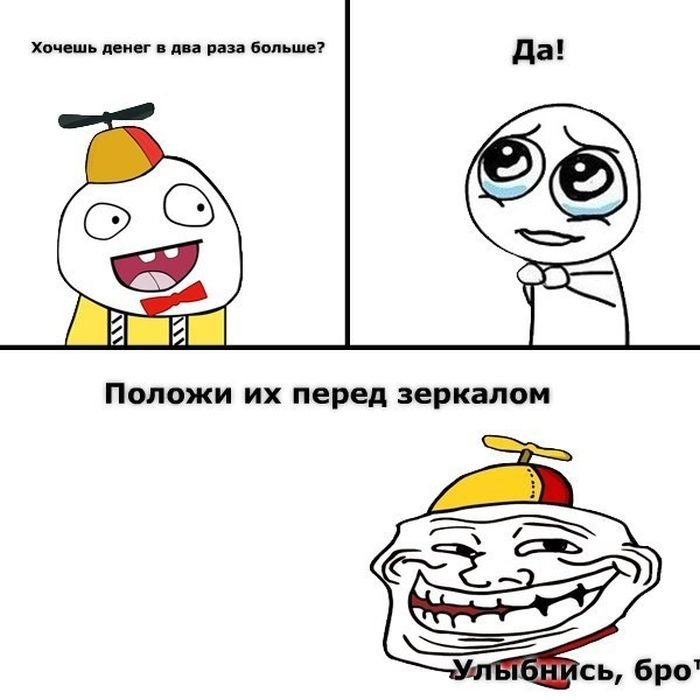 Хочешь денег в два раза больше?
Да!
Положи их перед зеркалом
Улыбнись, бро